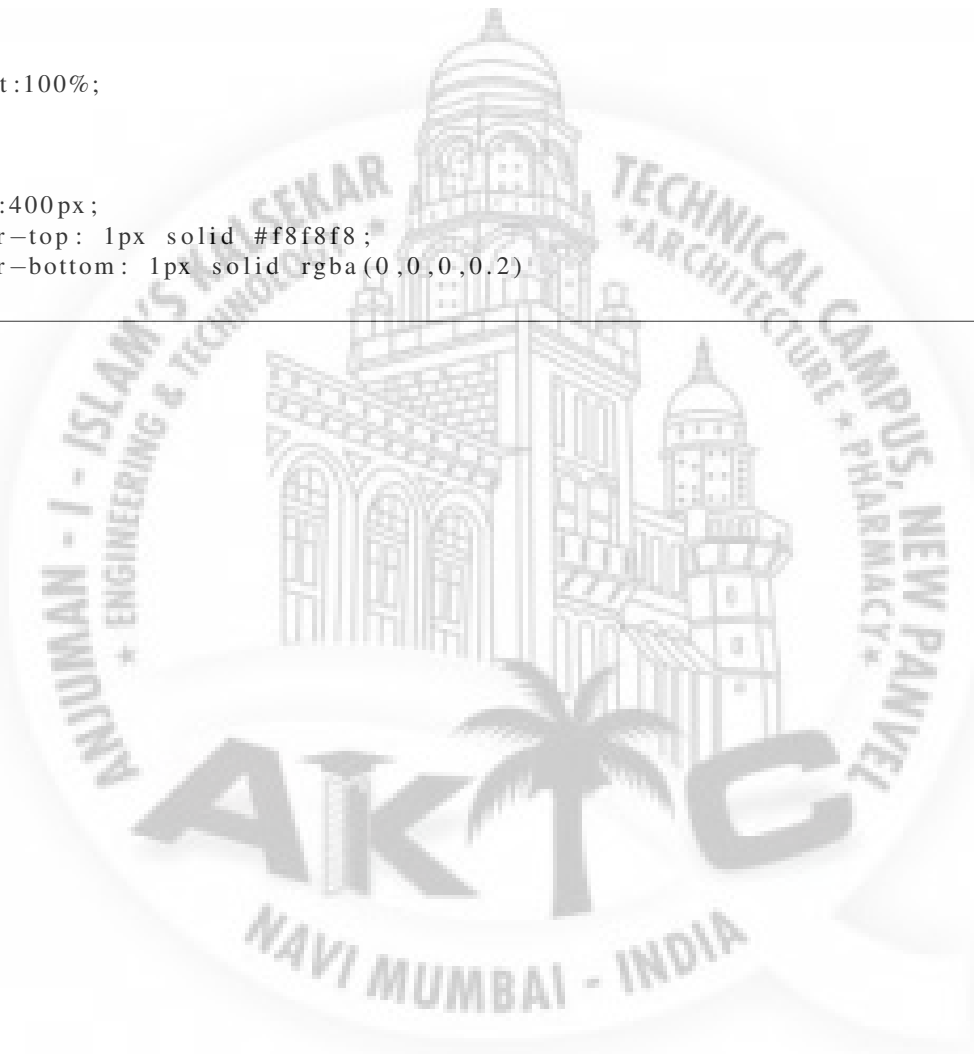 t:100%;
:400px;
r-top: 1px solid #f8f8f8;
r-bottom: 1px solid rgba(0,0,0,0.2)
ANJUMAN - I - ISLAM'S KALSEKAR TECHNICAL CAMPUS, NEW PANVEL
* ENGINEERING & TECHNOLOGY * *ARCHITECTURE * PHARMACY*
AKTC
NAVI MUMBAI - INDIA